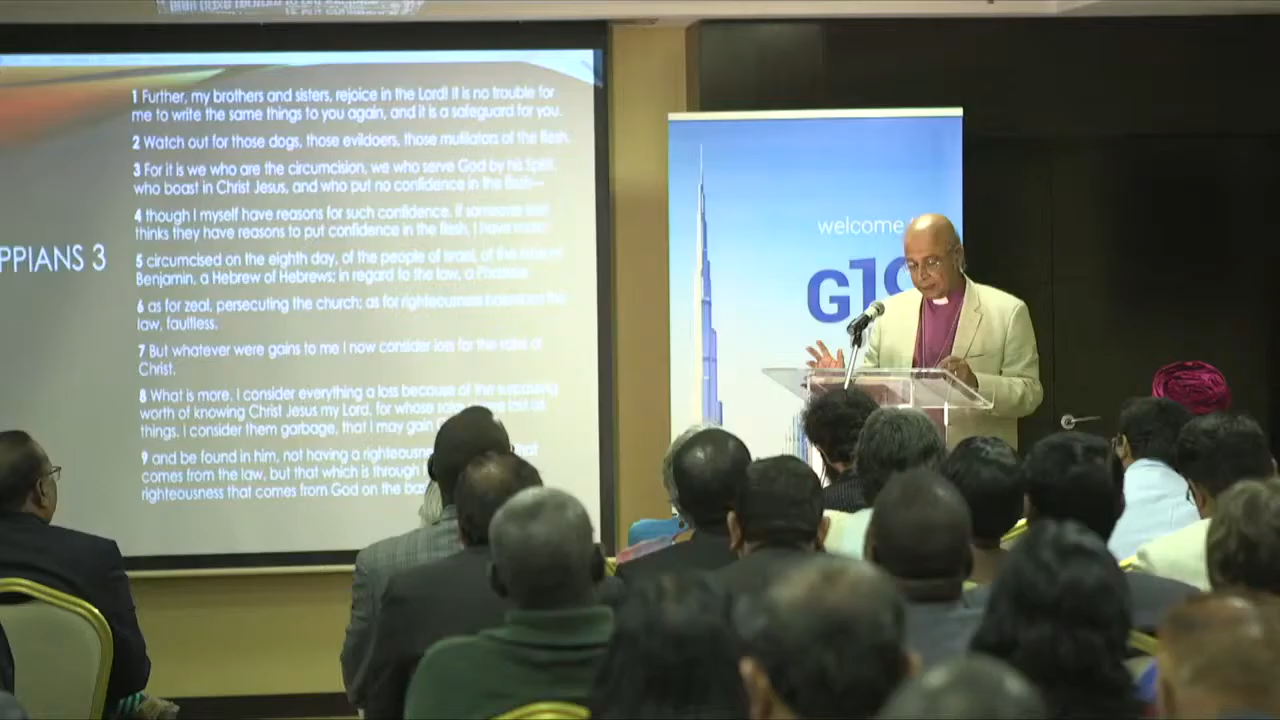 1 Further, my brothers and sisters, rejoice in the Lord! It is no trouble for
me to write the same things to you again, and it is a safeguard for you.
2 Watch out for those dogs, those evildoers, those mutilators of the flesh.
3 For it is we who are the circumcision, we who serve God by his Spirit,
who boast in Christ Jesus, and who put no confidence in the flesh—
4 though I myself have reasons for such confidence. If someone else
thinks they have reasons to put confidence in the flesh, I have more:
PPIANS 3
5 circumcised on the eighth day, of the people of Israel, of the tribe of
Benjamin, a Hebrew of Hebrews; in regard to the law, a Pharisee;
6 as for zeal, persecuting the church; as for righteousness based on the
law, faultless.
7 But whatever were gains to me I now consider loss for the sake of
Christ.
8 What is more, I consider everything a loss because of the surpassing
worth of knowing Christ Jesus my Lord, for whose sake I have lost all
things. I consider them garbage, that I may gain
9 and be found in him, not having a righteousne that
comes from the law, but that which is through
righteousness that comes from God on the bas
welcome
G19